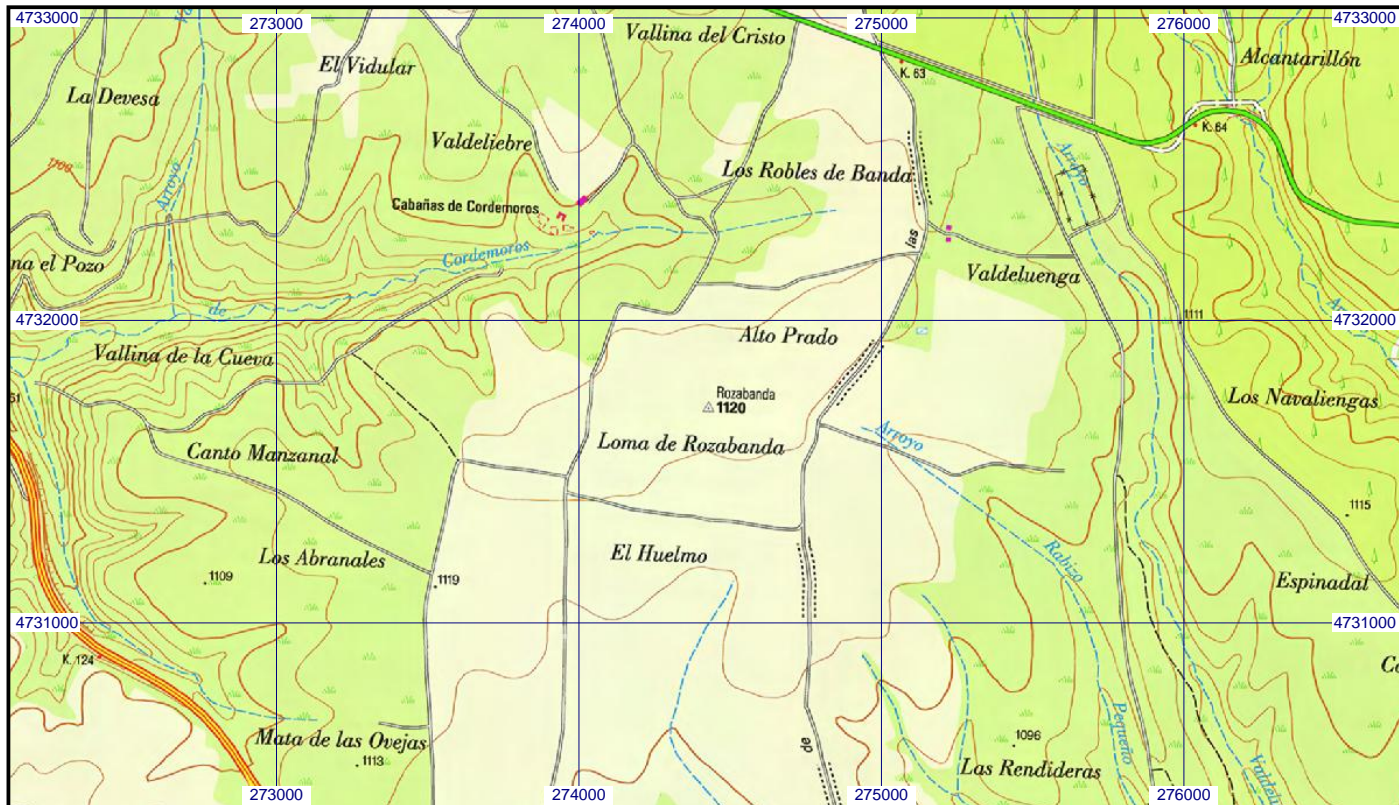 4733000
273000
274000
275000
276000
4733000
Vallina del Cristo
El Vidular
K. 63
Alcantarillón
La Devesa
K. 64
Valdeliebre
1100
Arroyo
Arroyo
Los Robles de Banda
Cabañas de Cordemoros
las
Cordemoros
na el Pozo
Valdeluenga
de
4732000
4732000
1111
Alto Prado
Vallina de la Cueva
Rozabanda
1120
Los Navaliengas
51
Arroyo
Loma de Rozabanda
Canto Manzanal
1115
El Huelmo
Rabizo
Los Abranales
1109
1119
Espinadal
4731000
4731000
K. 124
Mata de las Ovejas
1113
de
1096
Pequeño
Las Rendideras
273000
274000
275000
276000